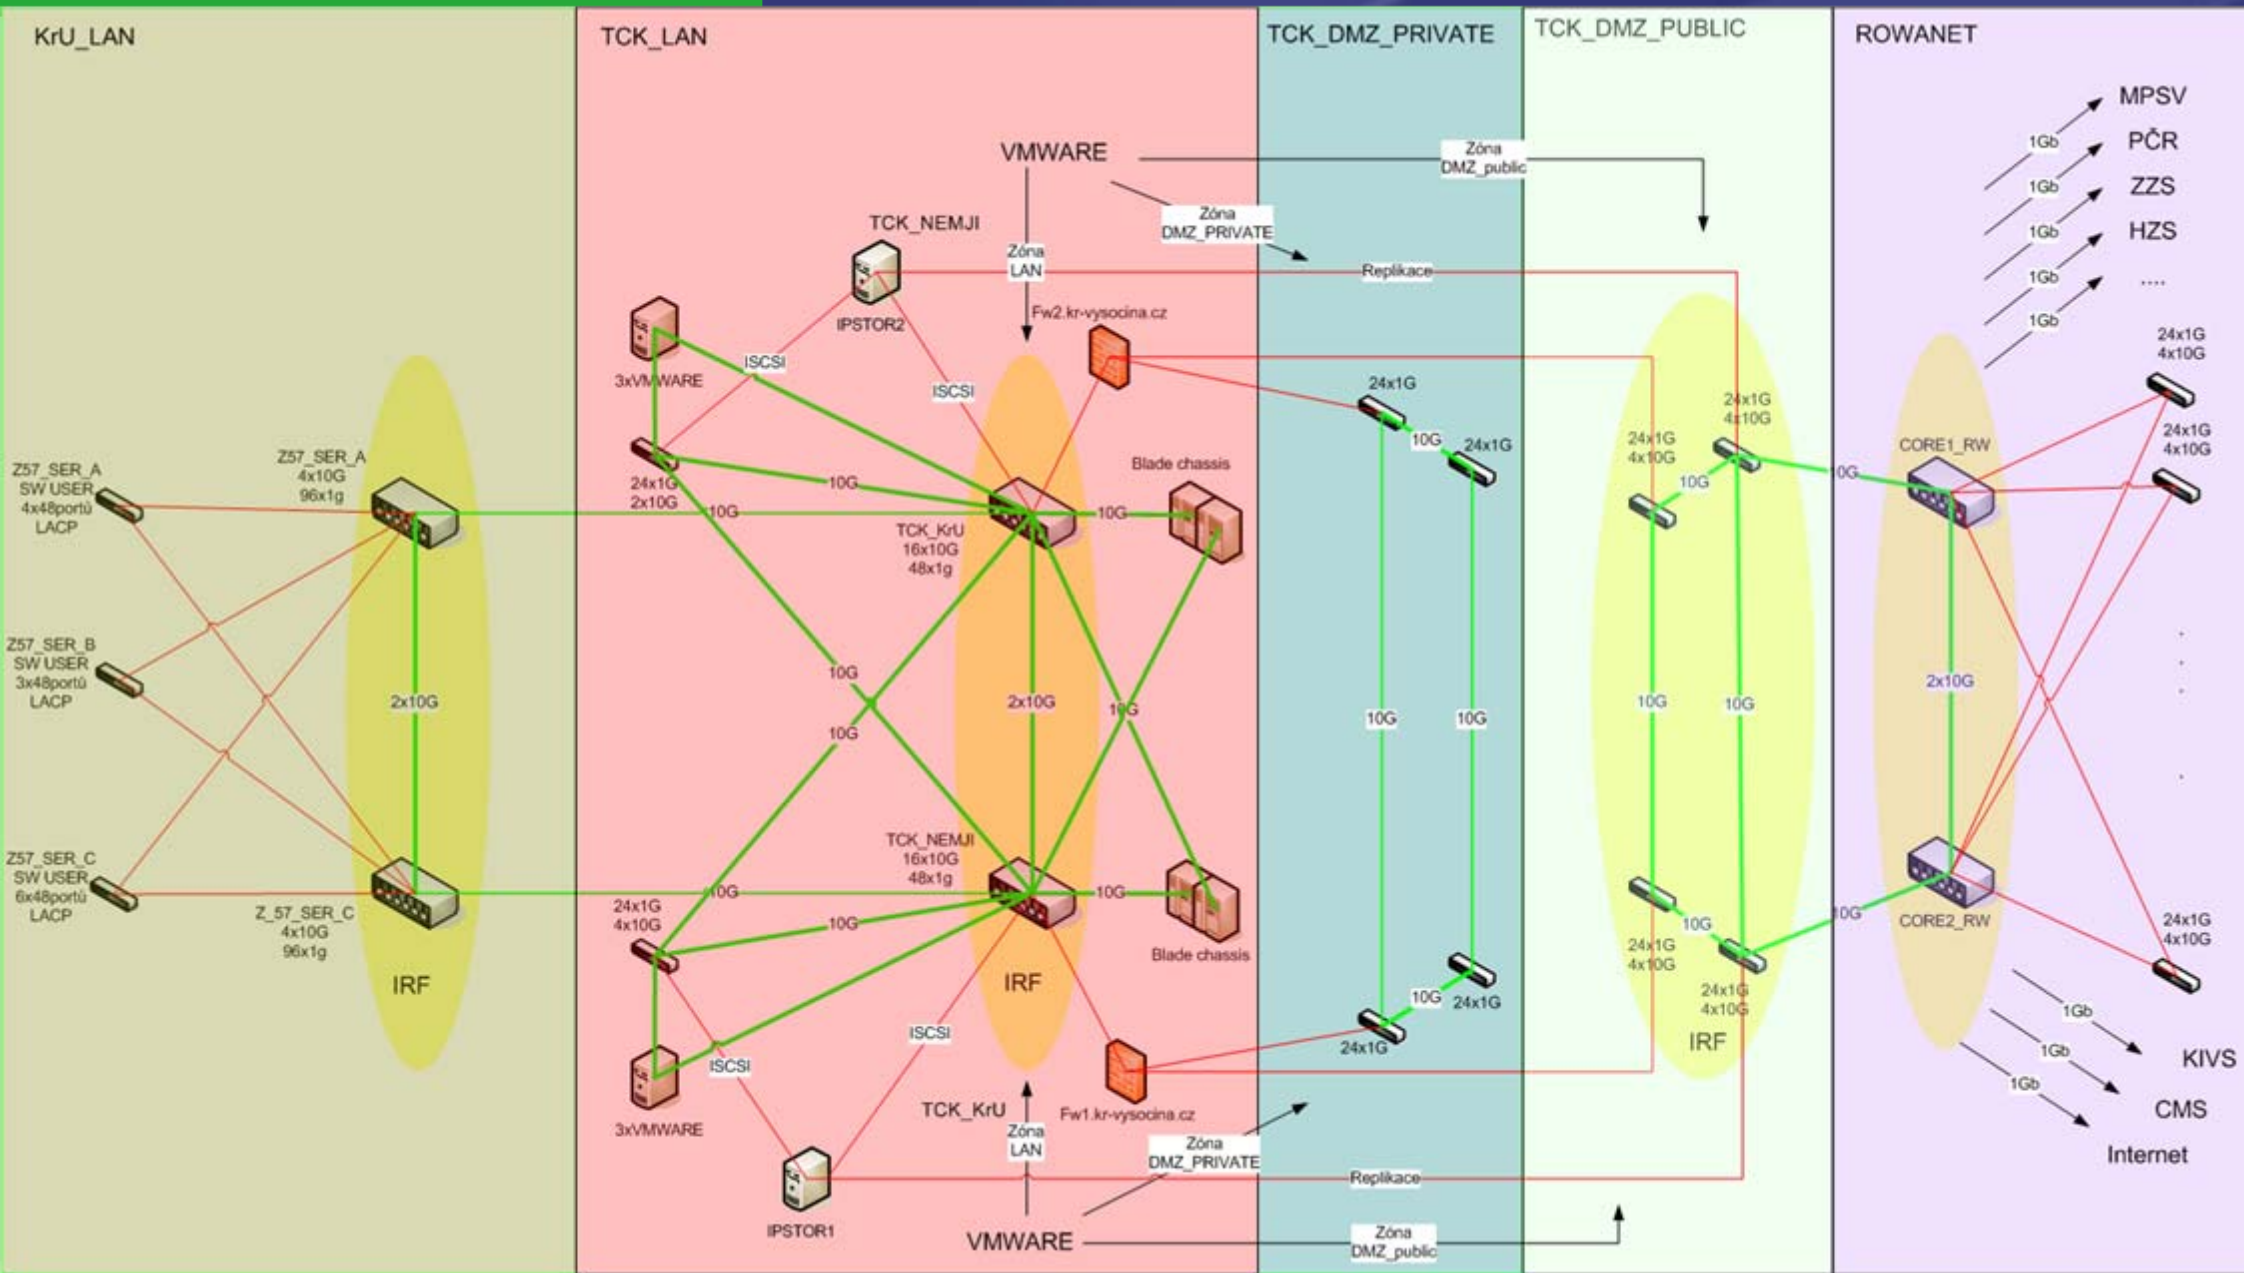 KrU_LAN
TCK_LAN
TCK_DMZ_PRIVATE
TCK_DMZ_PUBLIC
ROWANET
Z57_SER_A
SW USER
4x48portů
LACP
Z57_SER_B
SW USER
3x48portů
LACP
Z57_SER_C
SW USER
6x48portů
LACP
Z57_SER_A
4x10G
96x1g
2x10G
Z_57_SER_C
4x10G
96x1g
IRF
VMWARE
Zóna
DMZ_public
Zóna
DMZ_PRIVATE
Zóna
LAN
TCK_NEMJI
IPSTOR2
Replikace
3xVMWARE
ISCSI
ISCSI
Fw2.kr-vysocina.cz
24x1G
2x10G
10G
10G
TCK_KrU
16x10G
48x1g
10G
Blade chassis
10G
10G
2x10G
10G
TCK_NEMJI
16x10G
48x1g
10G
10G
10G
Blade chassis
24x1G
4x10G
IRF
ISCSI
ISCSI
3xVMWARE
TCK_KrU
Zóna
LAN
Fw1.kr-vysocina.cz
IPSTOR1
Zóna
DMZ_PRIVATE
Replikace
VMWARE
Zóna
DMZ_public
24x1G
10G
24x1G
10G
10G
10G
24x1G
24x1G
24x1G
4x10G
24x1G
4x10G
10G
10G
10G
10G
24x1G
4x10G
24x1G
4x10G
IRF
10G
10G
CORE1_RW
2x10G
CORE2_RW
1Gb
MPSV
1Gb
PČR
1Gb
ZZS
1Gb
HZS
1Gb
....
24x1G
4x10G
24x1G
4x10G
24x1G
4x10G
1Gb
KIVS
1Gb
CMS
1Gb
Internet